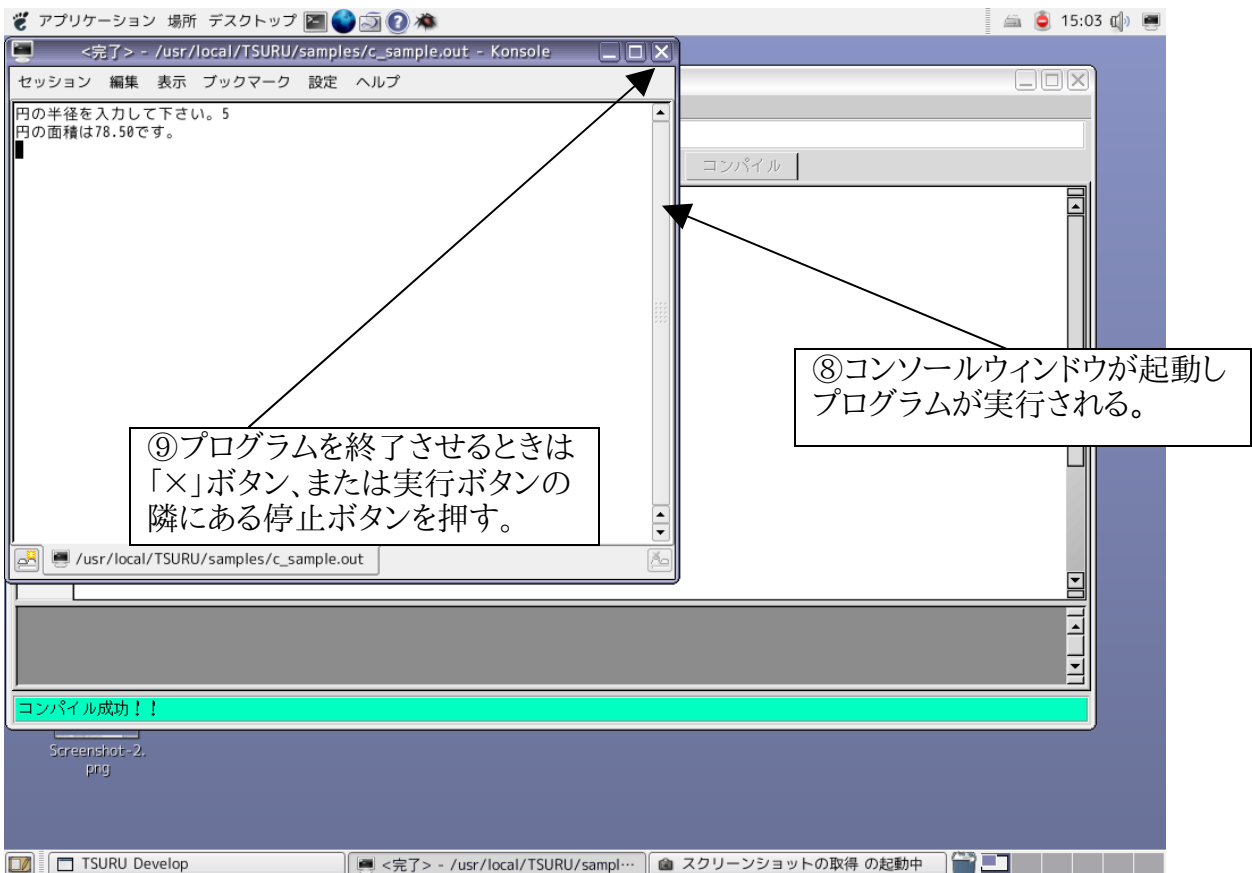 アプリケーション 場所 デスクトップ
15:03
<完了> - /usr/local/TSURU/samples/c_sample.out - Konsole
セッション 編集 表示 ブックマーク 設定 ヘルプ
円の半径を入力して下さい。5
円の面積は78.50です。
コンパイル
⑧コンソールウィンドウが起動し
プログラムが実行される。
⑨プログラムを終了させるときは
「×」ボタン、または実行ボタンの
隣にある停止ボタンを押す。
/usr/local/TSURU/samples/c_sample.out
コンパイル成功！！
Screenshot-2.
png
TSURU Develop
<完了> - /usr/local/TSURU/sampl…
スクリーンショットの取得 の起動中